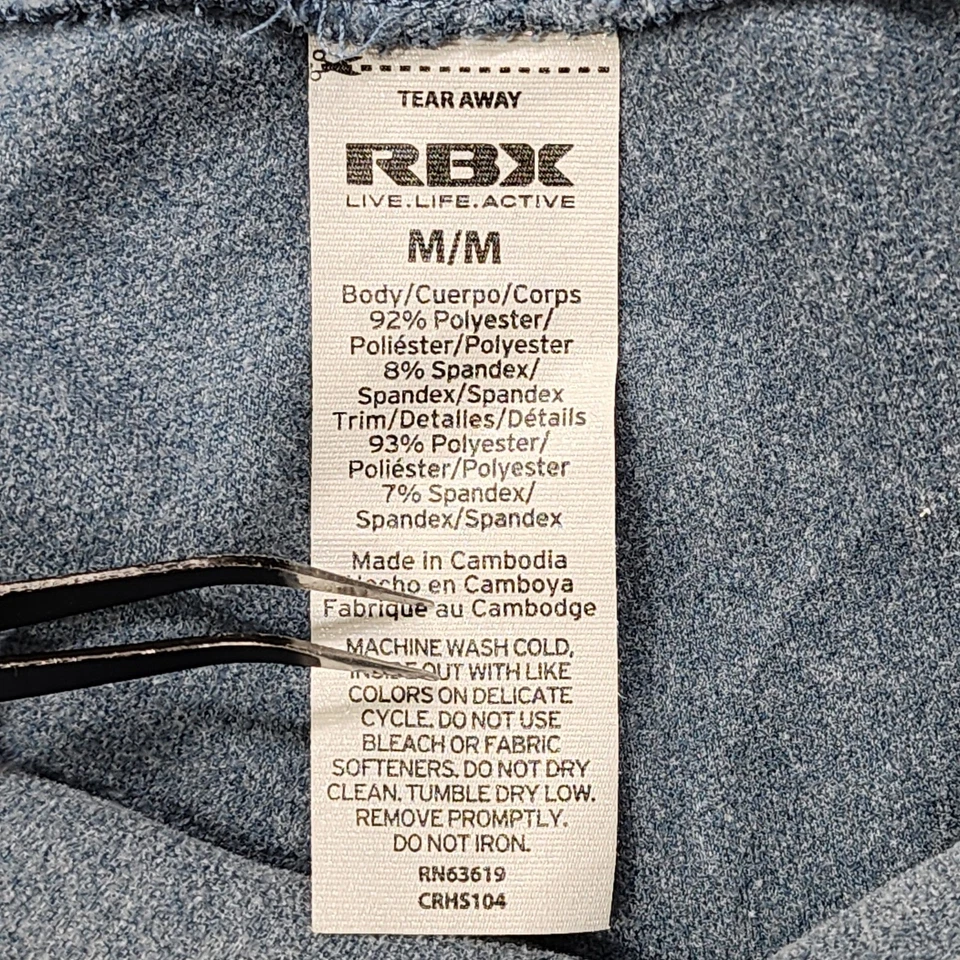 TEAR AWAY
RBX
LIVE.LIFE.ACTIVE
M/M
Body/Cuerpo/Corps
92% Polyester/
Poliéster/Polyester
8% Spandex/
Spandex/Spandex
Trim/Detalles/Détails
93% Polyester/
Poliéster/Polyester
7% Spandex/
Spandex/Spandex
Made in Cambodia
Hecho en Camboya
Fabriqué au Cambodge
MACHINE WASH COLD,
INSIDE OUT WITH LIKE
COLORS ON DELICATE
CYCLE. DO NOT USE
BLEACH OR FABRIC
SOFTENERS. DO NOT DRY
CLEAN. TUMBLE DRY LOW.
REMOVE PROMPTLY.
DO NOT IRON.
RN63619
CRHS104